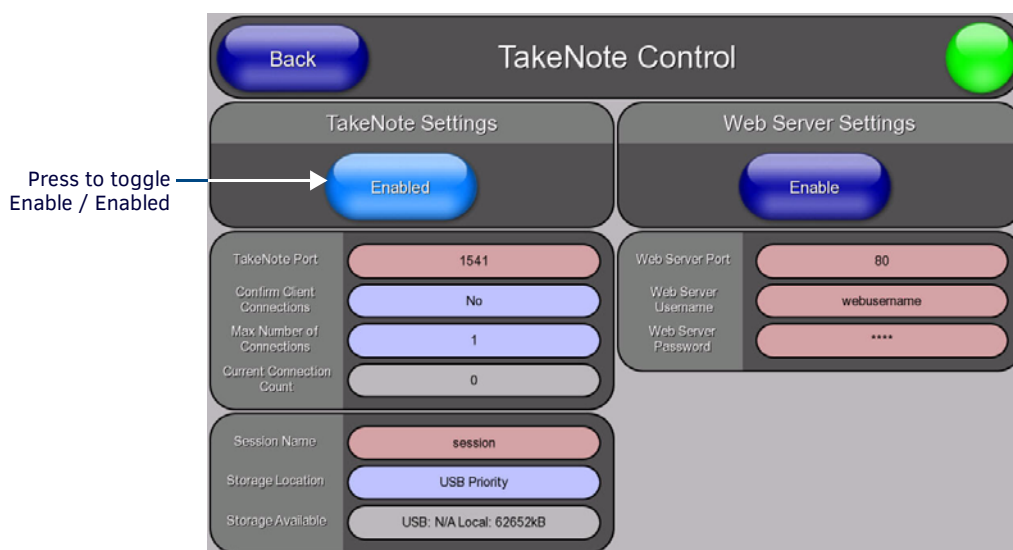 Back
TakeNote Control
TakeNote Settings
Web Server Settings
Press to toggle
Enable / Enabled
Enabled
Enable
TakeNote Port
1541
Confirm Client
Connections
No
Max Number of
Connections
1
Current Connection
Count
0
Web Server Port
80
Web Server
Username
webusername
Web Server
Password
****
Session Name
session
Storage Location
USB Priority
Storage Available
USB: N/A Local: 62652kB